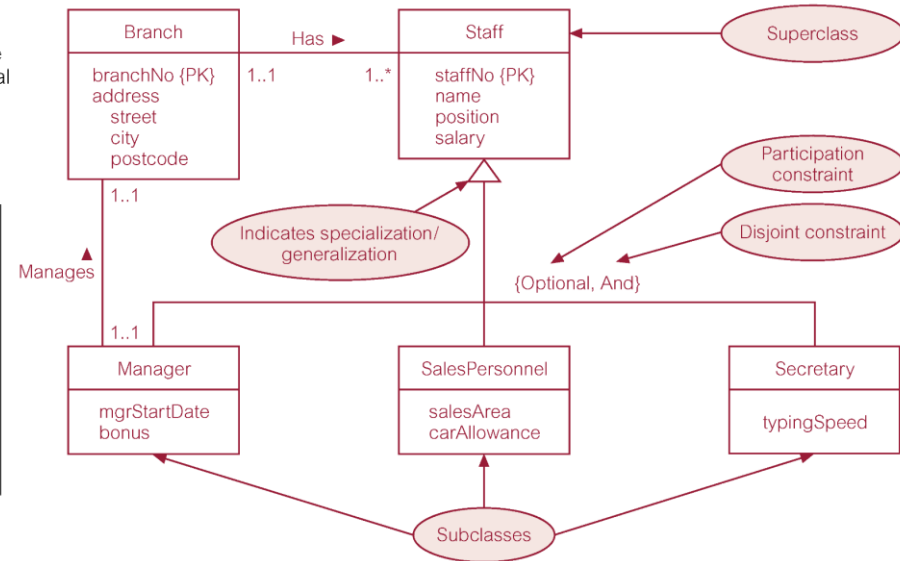 e
al
Branch
branchNo {PK}
address
street
city
postcode
Has ►
1..1
1..*
Staff
staffNo {PK}
name
position
salary
Superclass
Participation
constraint
Disjoint constraint
Indicates specialization/
generalization
{Optional, And}
1..1
▲
Manages
1..1
Manager
mgrStartDate
bonus
SalesPersonnel
salesArea
carAllowance
Secretary
typingSpeed
Subclasses